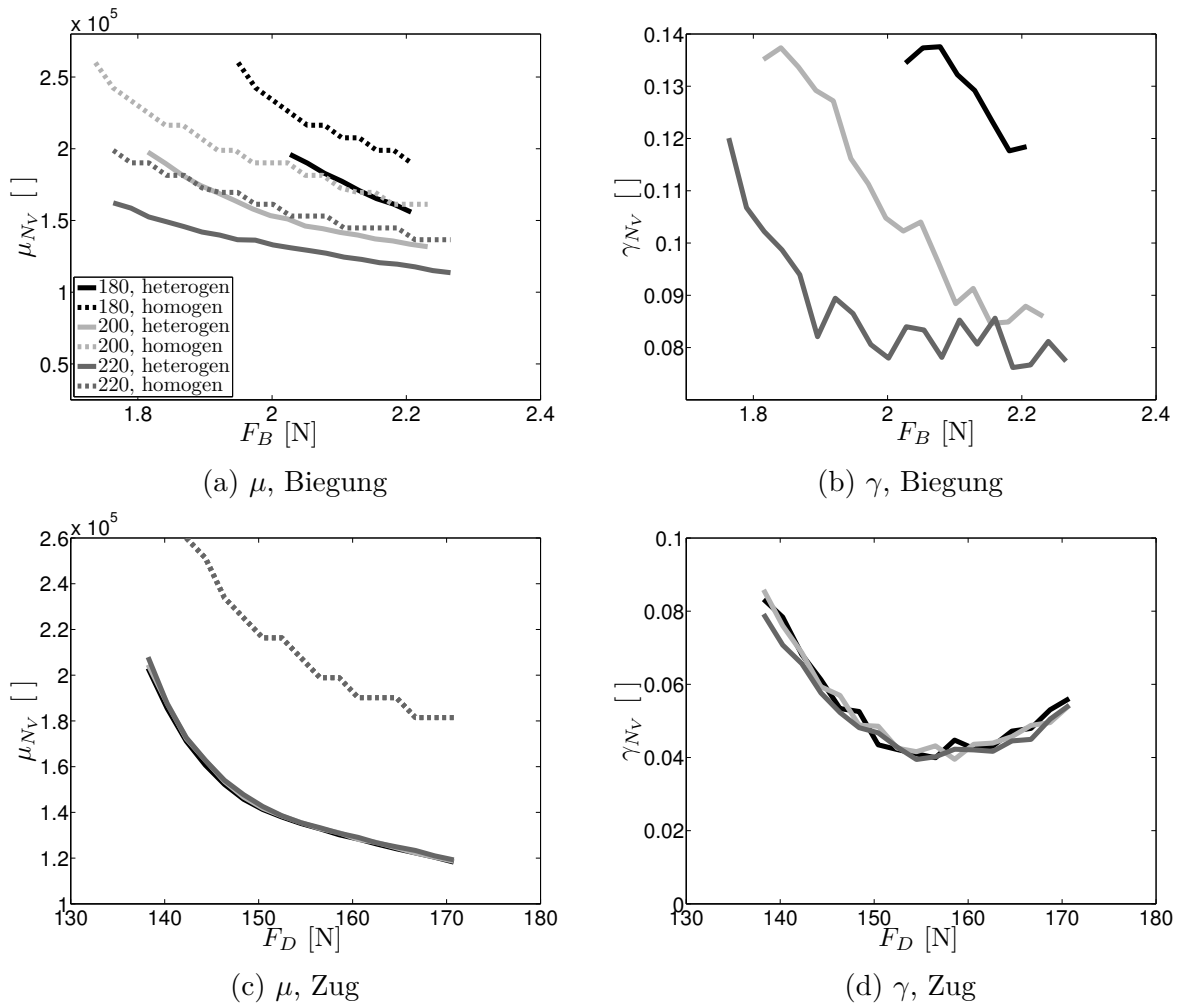 x 10⁵
2.5
2
1.5
1
0.5
μ_{N_V} [ ]
180, heterogen
180, homogen
200, heterogen
200, homogen
220, heterogen
220, homogen
1.8 2 2.2 2.4
F_B [N]
(a) μ, Biegung
0.14
0.13
0.12
0.11
0.1
0.09
0.08
γ_{N_V} [ ]
1.8 2 2.2 2.4
F_B [N]
(b) γ, Biegung
x 10⁵
2.6
2.4
2.2
2
1.8
1.6
1.4
1.2
1
μ_{N_V} [ ]
130 140 150 160 170 180
F_D [N]
(c) μ, Zug
0.1
0.08
0.06
0.04
0.02
0
γ_{N_V} [ ]
130 140 150 160 170 180
F_D [N]
(d) γ, Zug